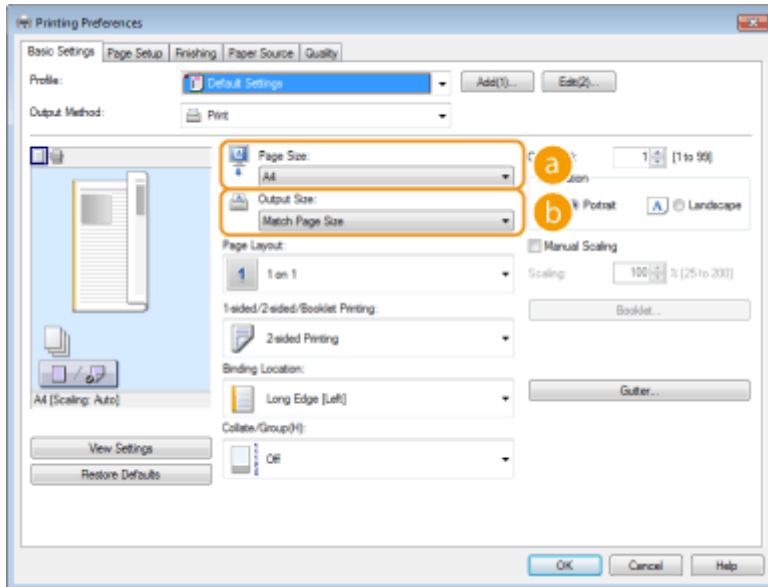 Printing Preferences
Basic Settings Page Setup Finishing Paper Source Quality
Profile: Default Settings Add(1)... Edit(2)...
Output Method: Print
Page Size: 1 [1 to 99]
A4
a
Output Size: Portrait A Landscape
Match Page Size
b
Page Layout: Manual Scaling
1 1 on 1 Scaling: 100 % [25 to 200]
1-sided/2-sided/Booklet Printing: Booklet...
2-sided Printing
Binding Location:
Long Edge [Left] Gutter...
A4 [Scaling: Auto]
Collate/Group(H):
View Settings Off
Restore Defaults
OK Cancel Help